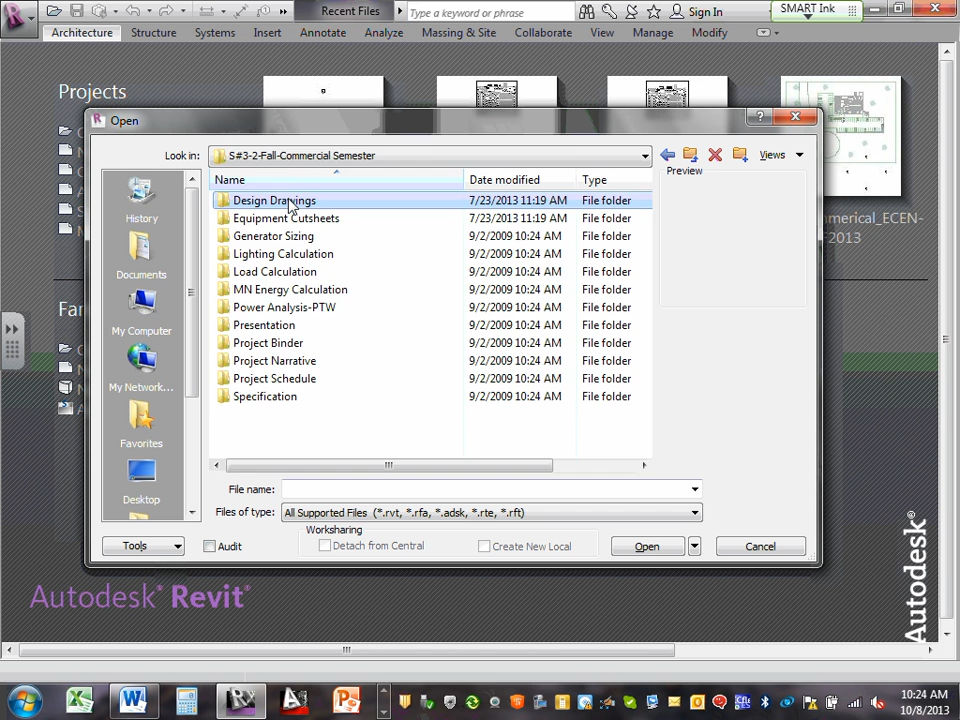 Recent Files
Type a keyword or phrase
Sign In
SMART Ink
Architecture
Structure
Systems
Insert
Annotate
Analyze
Massing & Site
Collaborate
View
Manage
Modify
Projects
Open
Look in:
S#3-2-Fall-Commercial Semester
Views
Name
Date modified
Type
Preview
Design Drawings 7/23/2013 11:19 AM File folder
Equipment Cutsheets 7/23/2013 11:19 AM File folder
Generator Sizing 9/2/2009 10:24 AM File folder
Lighting Calculation 9/2/2009 10:24 AM File folder
Load Calculation 9/2/2009 10:24 AM File folder
MN Energy Calculation 9/2/2009 10:24 AM File folder
Power Analysis-PTW 9/2/2009 10:24 AM File folder
Presentation 9/2/2009 10:24 AM File folder
Project Binder 9/2/2009 10:24 AM File folder
Project Narrative 9/2/2009 10:24 AM File folder
Project Schedule 9/2/2009 10:24 AM File folder
Specification 9/2/2009 10:24 AM File folder
History
Documents
My Computer
My Network...
Favorites
Desktop
mmerical_ECEN-
F2013
Fa
File name:
Files of type:
All Supported Files (*.rvt, *.rfa, *.adsk, *.rte, *.rft)
Worksharing
Tools
Audit
Detach from Central
Create New Local
Open
Cancel
Autodesk® Revit®
Autodesk®
10:24 AM
10/8/2013